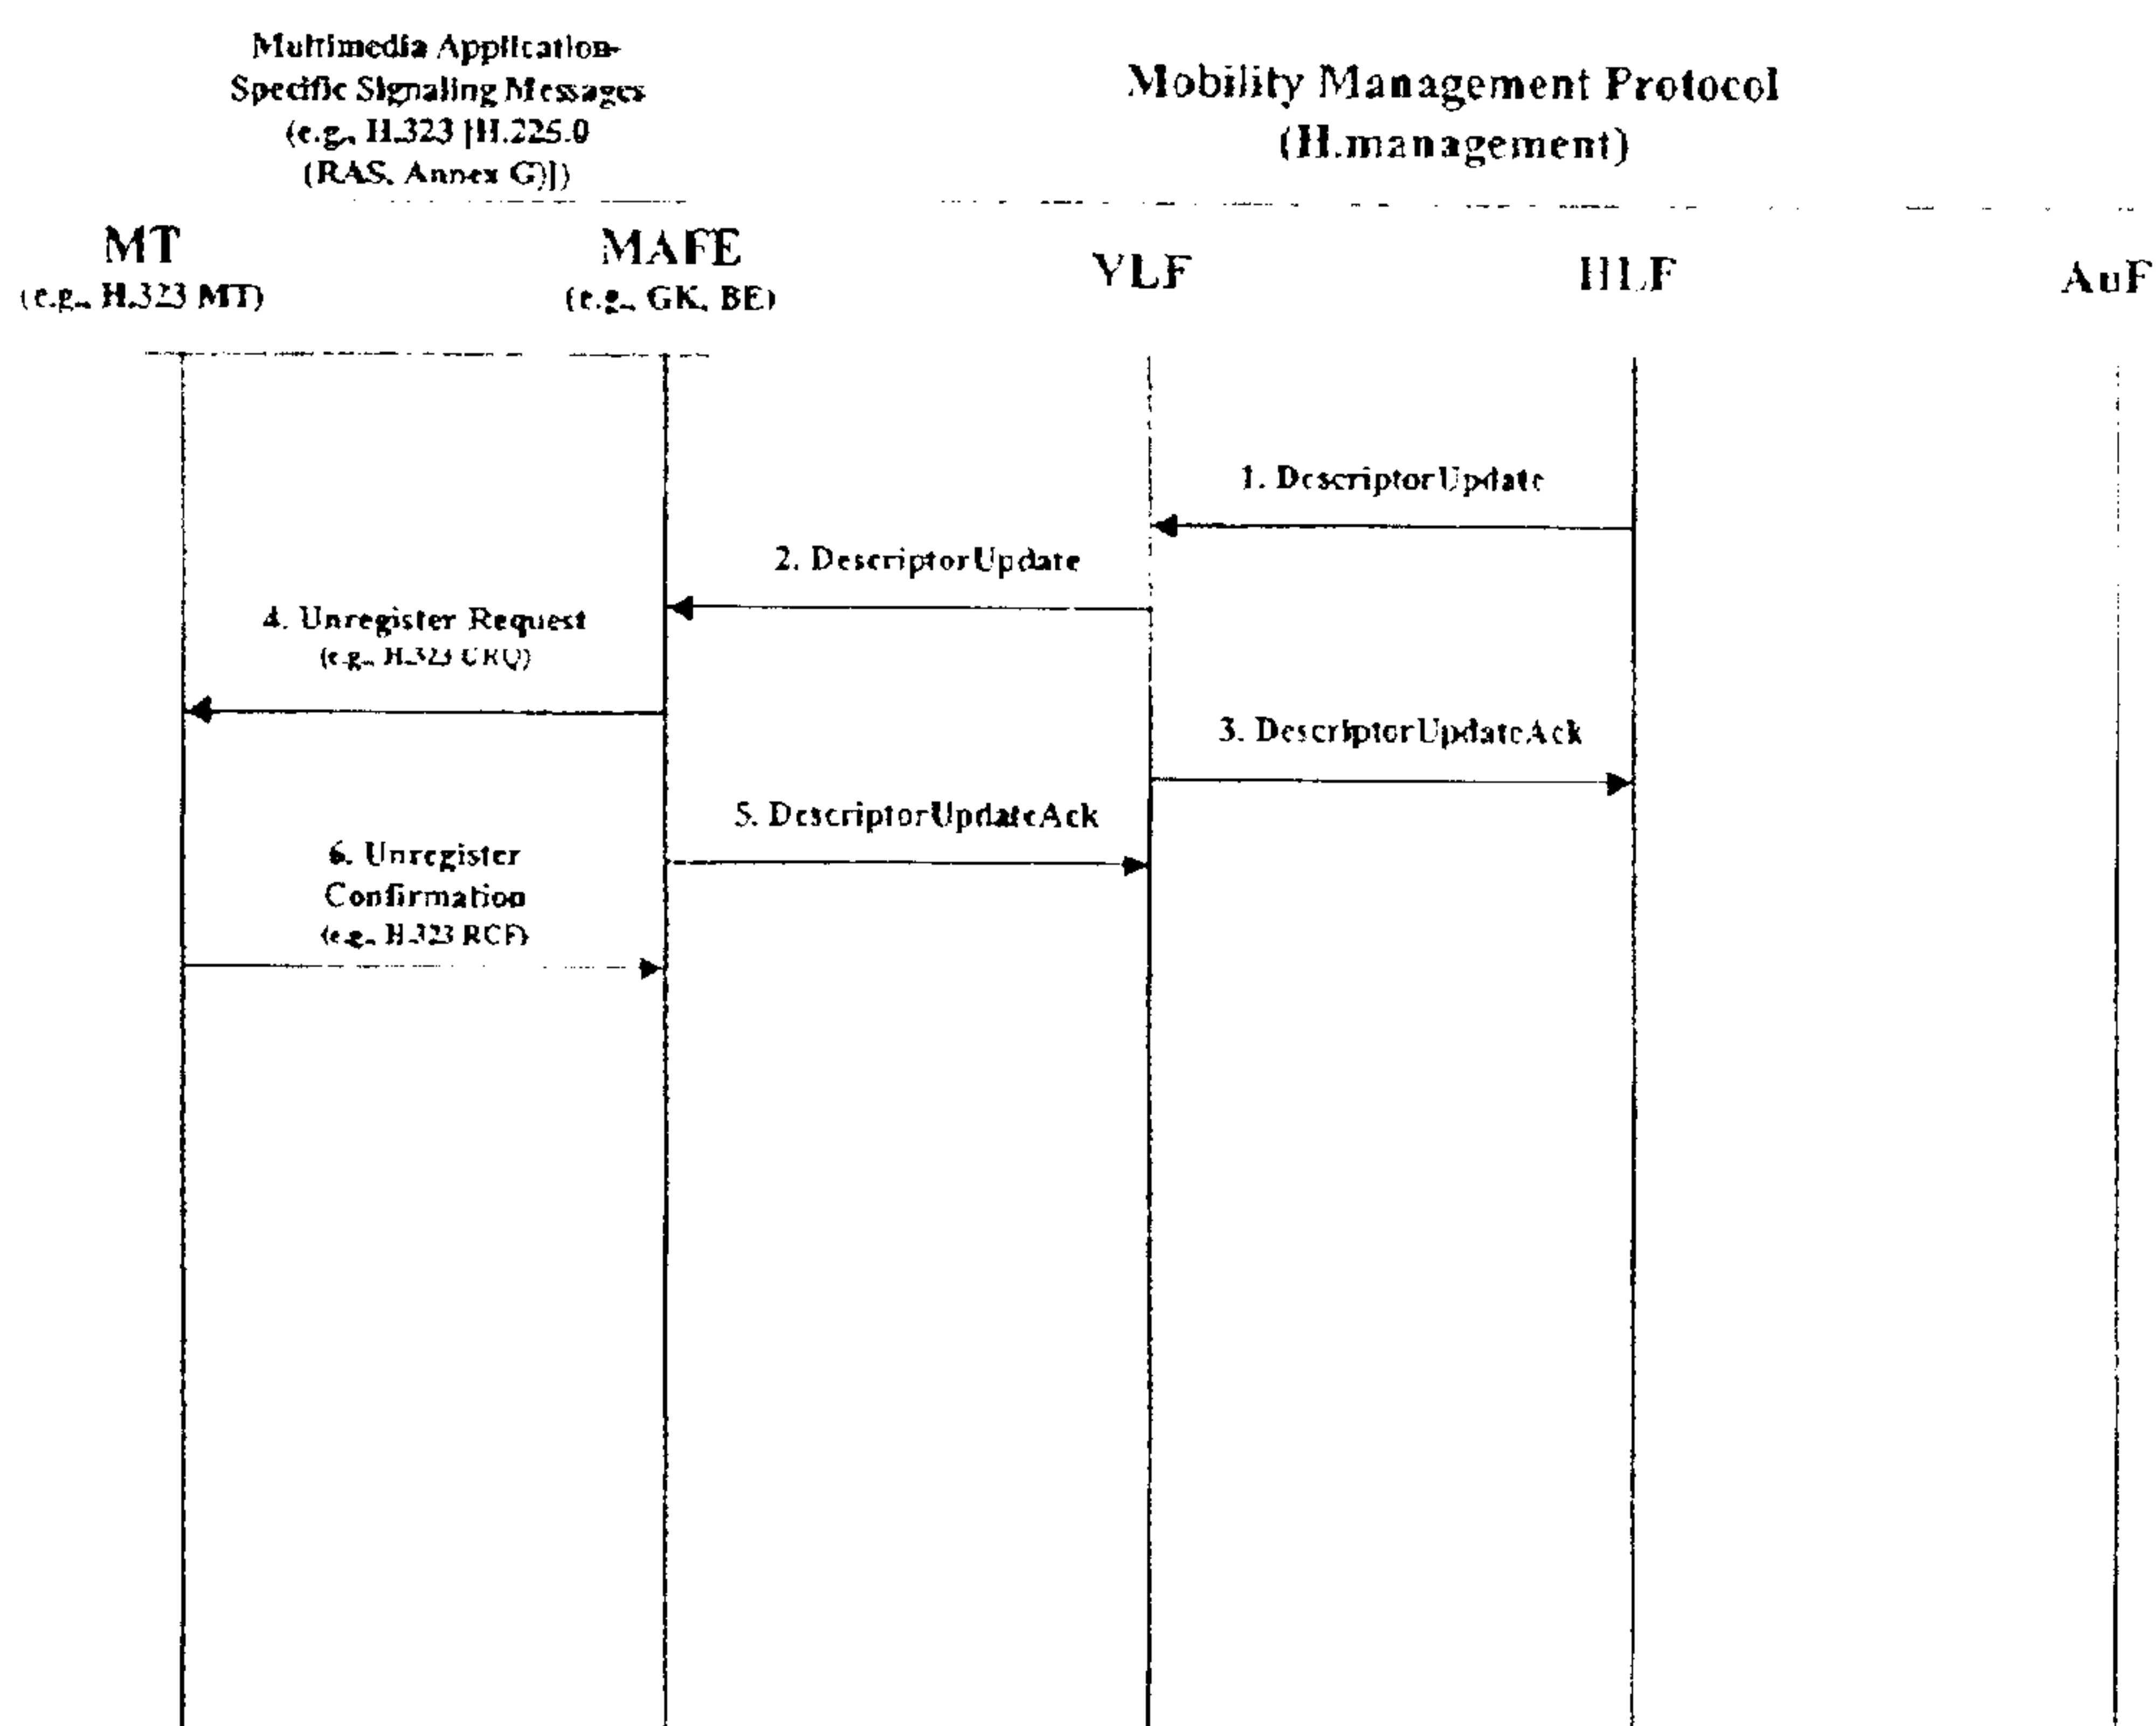 Multimedia Application-
Specific Signaling Messages
(e.g., H.323 [H.225.0
(RAS, Annex G)])
Mobility Management Protocol
(H.management)
MT
(e.g., H.323 MT)
MAFE
(e.g., GK, BE)
VLF
HLF
AuF
1. DescriptorUpdate
2. DescriptorUpdate
4. Unregister Request
(e.g., H.323 URQ)
3. DescriptorUpdateAck
5. DescriptorUpdateAck
6. Unregister
Confirmation
(e.g., H.323 RCF)